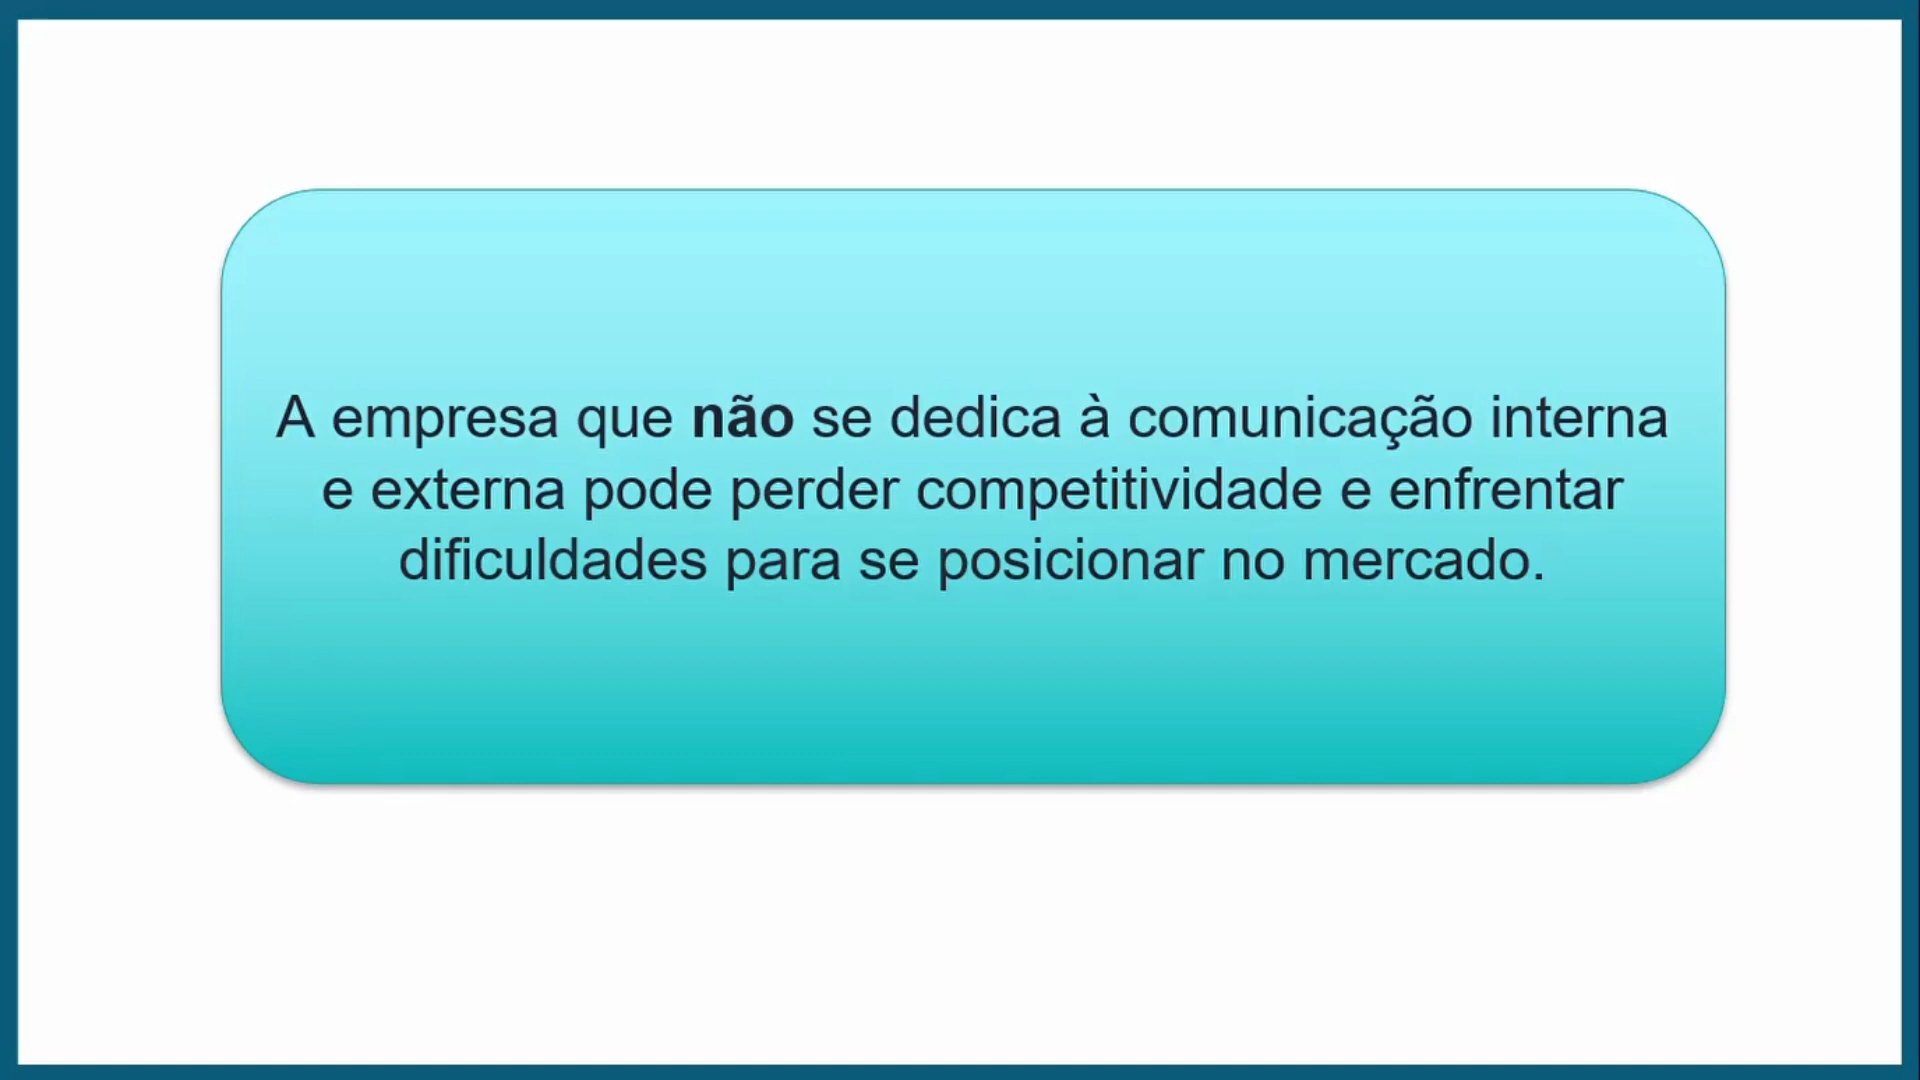 A empresa que não se dedica à comunicação interna
e externa pode perder competitividade e enfrentar
dificuldades para se posicionar no mercado.